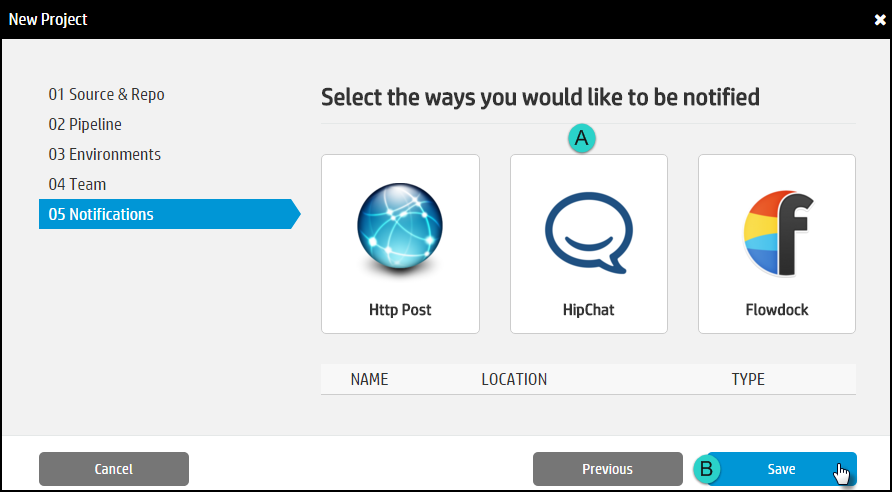 New Project
01 Source & Repo
02 Pipeline
03 Environments
04 Team
05 Notifications
Select the ways you would like to be notified
A
Http Post
HipChat
f
Flowdock
NAME LOCATION TYPE
Cancel
Previous
B
Save